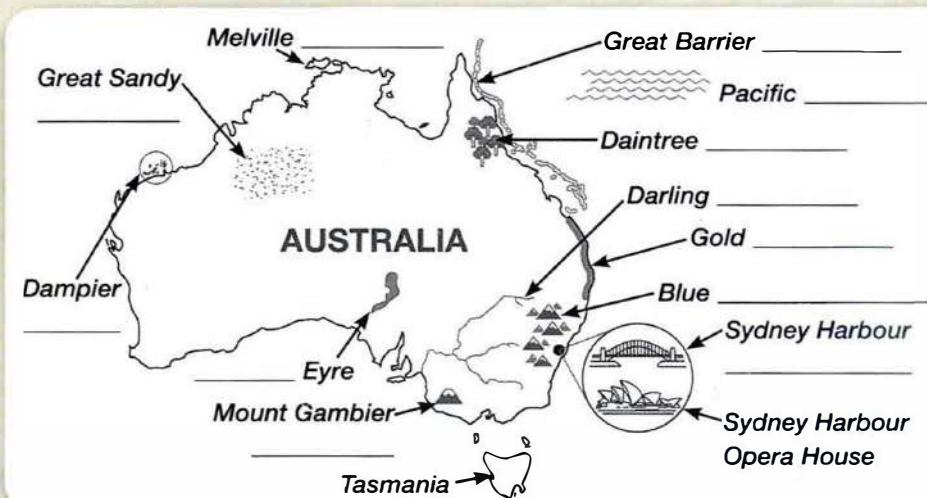 Melville
Great Barrier
Great Sandy
Pacific
Daintree
Darling
AUSTRALIA
Gold
Dampier
Blue
Sydney Harbour
Eyre
Mount Gambier
Sydney Harbour
Opera House
Tasmania